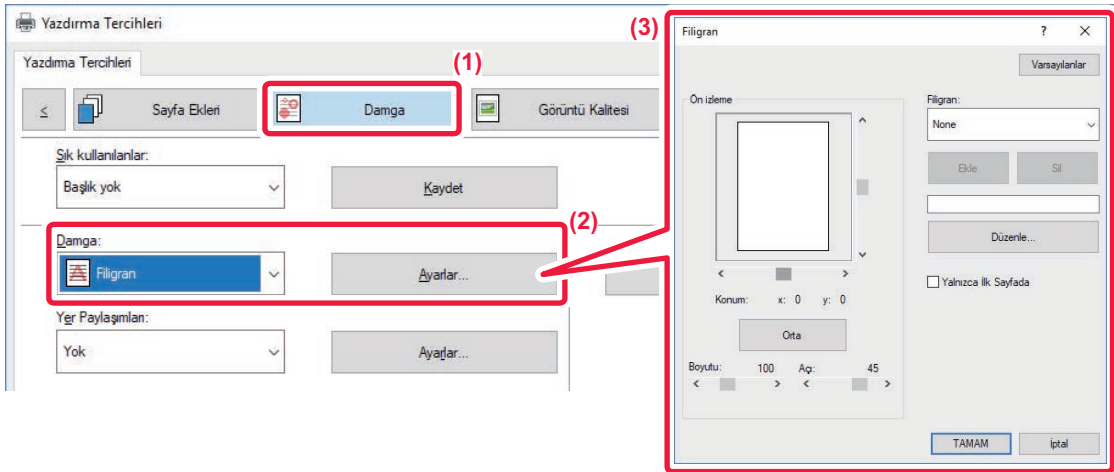 Yazdırma Tercihleri
Yazdırma Tercihleri
(1)
<
Sayfa Ekleri
Damga
Görüntü Kalitesi
Sık kullanılanlar:
Başlık yok
Kaydet
(2)
Damga:
Filigran
Ayarlar...
Yer Paylaşımları:
Yok
Ayarlar...
(3)
Filigran
?
Varsayılanlar
Ön izleme
Filigran:
None
Ekle
Sil
Düzenle...
Yalnızca İlk Sayfada
Konum: x: 0 y: 0
Orta
Boyutu: 100 Açı: 45
TAMAM
İptal